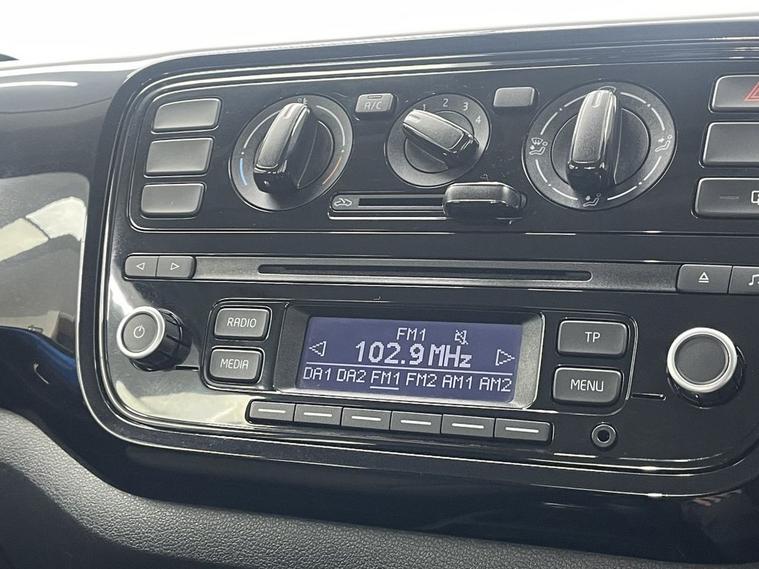 A/C
1 2 3 4
RADIO
MEDIA
FM1
102.9 MHz
DA1 DA2 FM1 FM2 AM1 AM2
TP
MENU